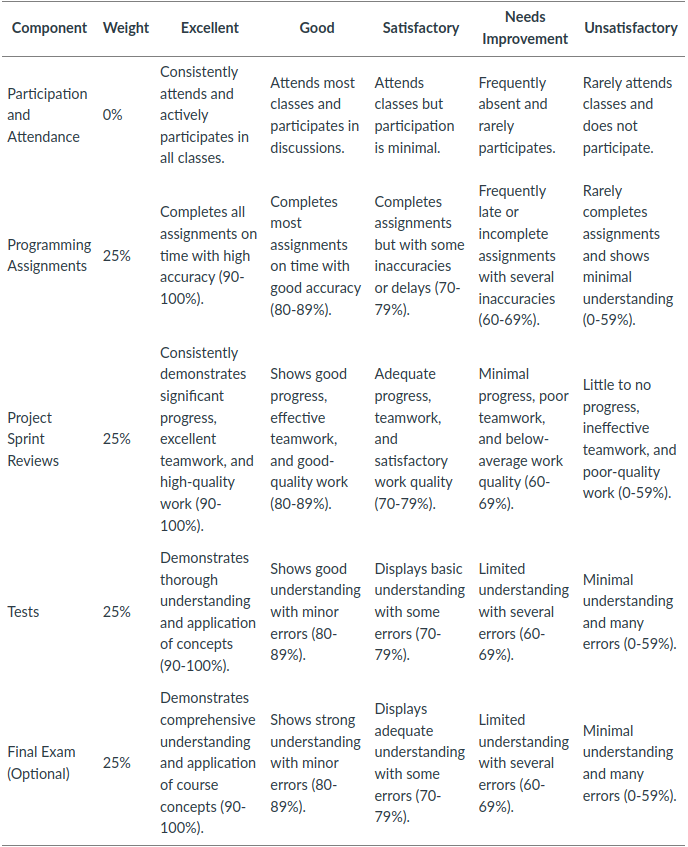 Component Weight Excellent Good Satisfactory Needs Improvement Unsatisfactory
Participation
and
Attendance
0%
Consistently
attends and
actively
participates in
all classes.
Attends most
classes and
participates in
discussions.
Attends
classes but
participation
is minimal.
Frequently
absent and
rarely
participates.
Rarely attends
classes and
does not
participate.
Programming
Assignments
25%
Completes all
assignments on
time with high
accuracy (90-
100%).
Completes
most
assignments
on time with
good accuracy
(80-89%).
Completes
assignments
but with some
inaccuracies
or delays (70-
79%).
Frequently
late or
incomplete
assignments
with several
inaccuracies
(60-69%).
Rarely
completes
assignments
and shows
minimal
understanding
(0-59%).
Project
Sprint
Reviews
25%
Consistently
demonstrates
significant
progress,
excellent
teamwork, and
high-quality
work (90-
100%).
Shows good
progress,
effective
teamwork,
and good-
quality work
(80-89%).
Adequate
progress,
teamwork,
and
satisfactory
work quality
(70-79%).
Minimal
progress, poor
teamwork,
and below-
average work
quality (60-
69%).
Little to no
progress,
ineffective
teamwork, and
poor-quality
work (0-59%).
Tests
25%
Demonstrates
thorough
understanding
and application
of concepts
(90-100%).
Shows good
understanding
with minor
errors (80-
89%).
Displays basic
understanding
with some
errors (70-
79%).
Limited
understanding
with several
errors (60-
69%).
Minimal
understanding
and many
errors (0-59%).
Final Exam
(Optional)
25%
Demonstrates
comprehensive
understanding
and application
of course
concepts (90-
100%).
Shows strong
understanding
with minor
errors (80-
89%).
Displays
adequate
understanding
with some
errors (70-
79%).
Limited
understanding
with several
errors (60-
69%).
Minimal
understanding
and many
errors (0-59%).